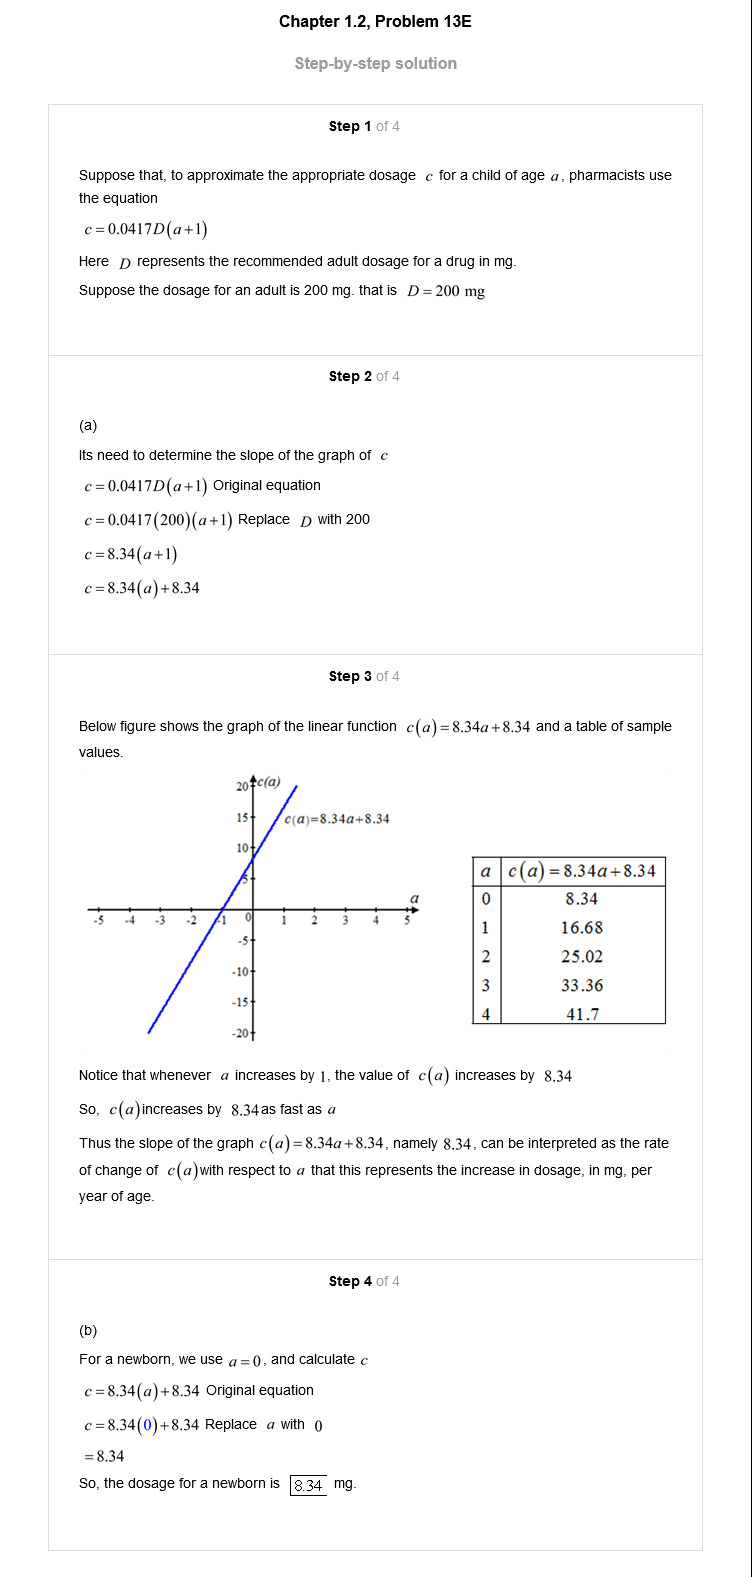 Chapter 1.2, Problem 13E
Step-by-step solution
Step 1 of 4
Suppose that, to approximate the appropriate dosage c for a child of age a, pharmacists use
the equation
c = 0.0417D(a+1)
Here D represents the recommended adult dosage for a drug in mg.
Suppose the dosage for an adult is 200 mg. that is D = 200 mg
Step 2 of 4
(a)
Its need to determine the slope of the graph of c
c = 0.0417D(a+1) Original equation
c = 0.0417(200)(a+1) Replace D with 200
c = 8.34(a+1)
c = 8.34(a)+8.34
Step 3 of 4
Below figure shows the graph of the linear function c(a) = 8.34a+8.34 and a table of sample
values.
20 c(a)
15 c(a)=8.34a+8.34
10
5
a
-5 -4 -3 -2 -1 0 1 2 3 4 5
-5
-10
-15
-20
a c(a) = 8.34a+8.34
0 8.34
1 16.68
2 25.02
3 33.36
4 41.7
Notice that whenever a increases by 1, the value of c(a) increases by 8.34
So, c(a)increases by 8.34as fast as a
Thus the slope of the graph c(a) = 8.34a+8.34, namely 8.34, can be interpreted as the rate
of change of c(a)with respect to a that this represents the increase in dosage, in mg, per
year of age.
Step 4 of 4
(b)
For a newborn, we use a = 0, and calculate c
c = 8.34(a)+8.34 Original equation
c = 8.34(0)+8.34 Replace a with 0
= 8.34
So, the dosage for a newborn is 8.34 mg.